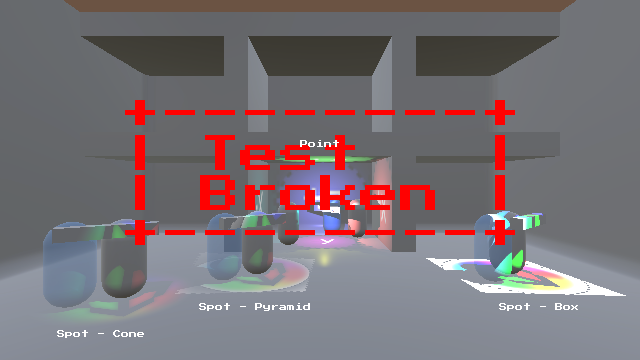 Point
Test
Broken
Spot - Pyramid
Spot - Box
Spot - Cone